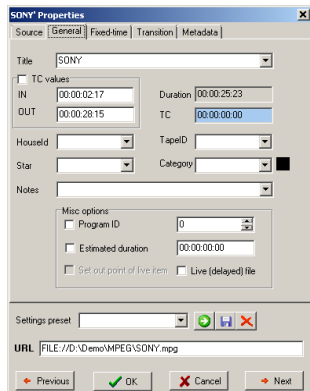 SONY' Properties
Source General Fixed-time Transition Metadata
Title SONY
TC values
IN 00:00:02:17 Duration 00:00:25:23
OUT 00:00:28:15 TC 00:00:00:00
HouseId TapeID
Star Category
Notes
Misc options
Program ID 0
Estimated duration 00:00:00:00
Set out point of live item Live (delayed) file
Settings preset
URL FILE://D:\Demo\MPEG\SONY.mpg
Previous OK Cancel Next